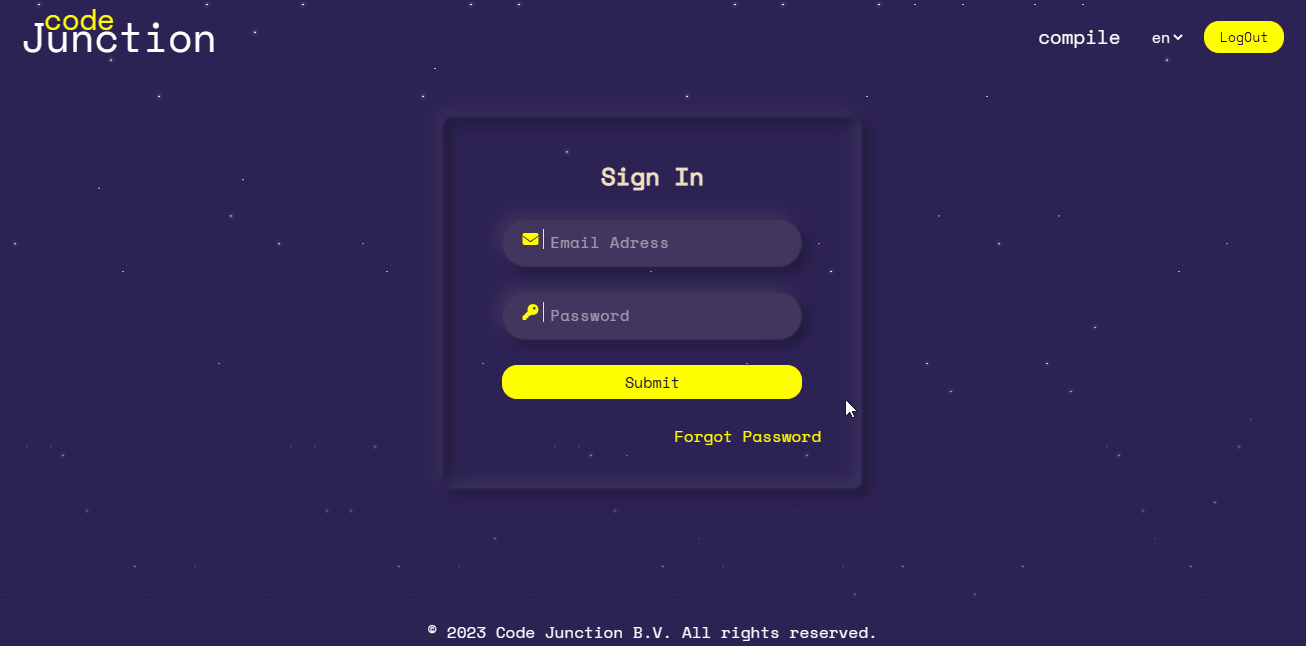 code
Junction
compile
en
LogOut
Sign In
Email Adress
Password
Submit
Forgot Password
© 2023 Code Junction B.V. All rights reserved.